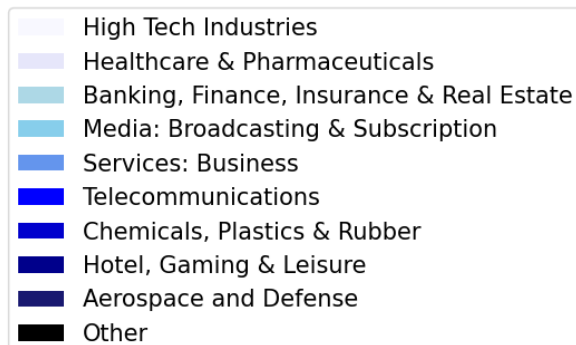 High Tech Industries
Healthcare & Pharmaceuticals
Banking, Finance, Insurance & Real Estate
Media: Broadcasting & Subscription
Services: Business
Telecommunications
Chemicals, Plastics & Rubber
Hotel, Gaming & Leisure
Aerospace and Defense
Other